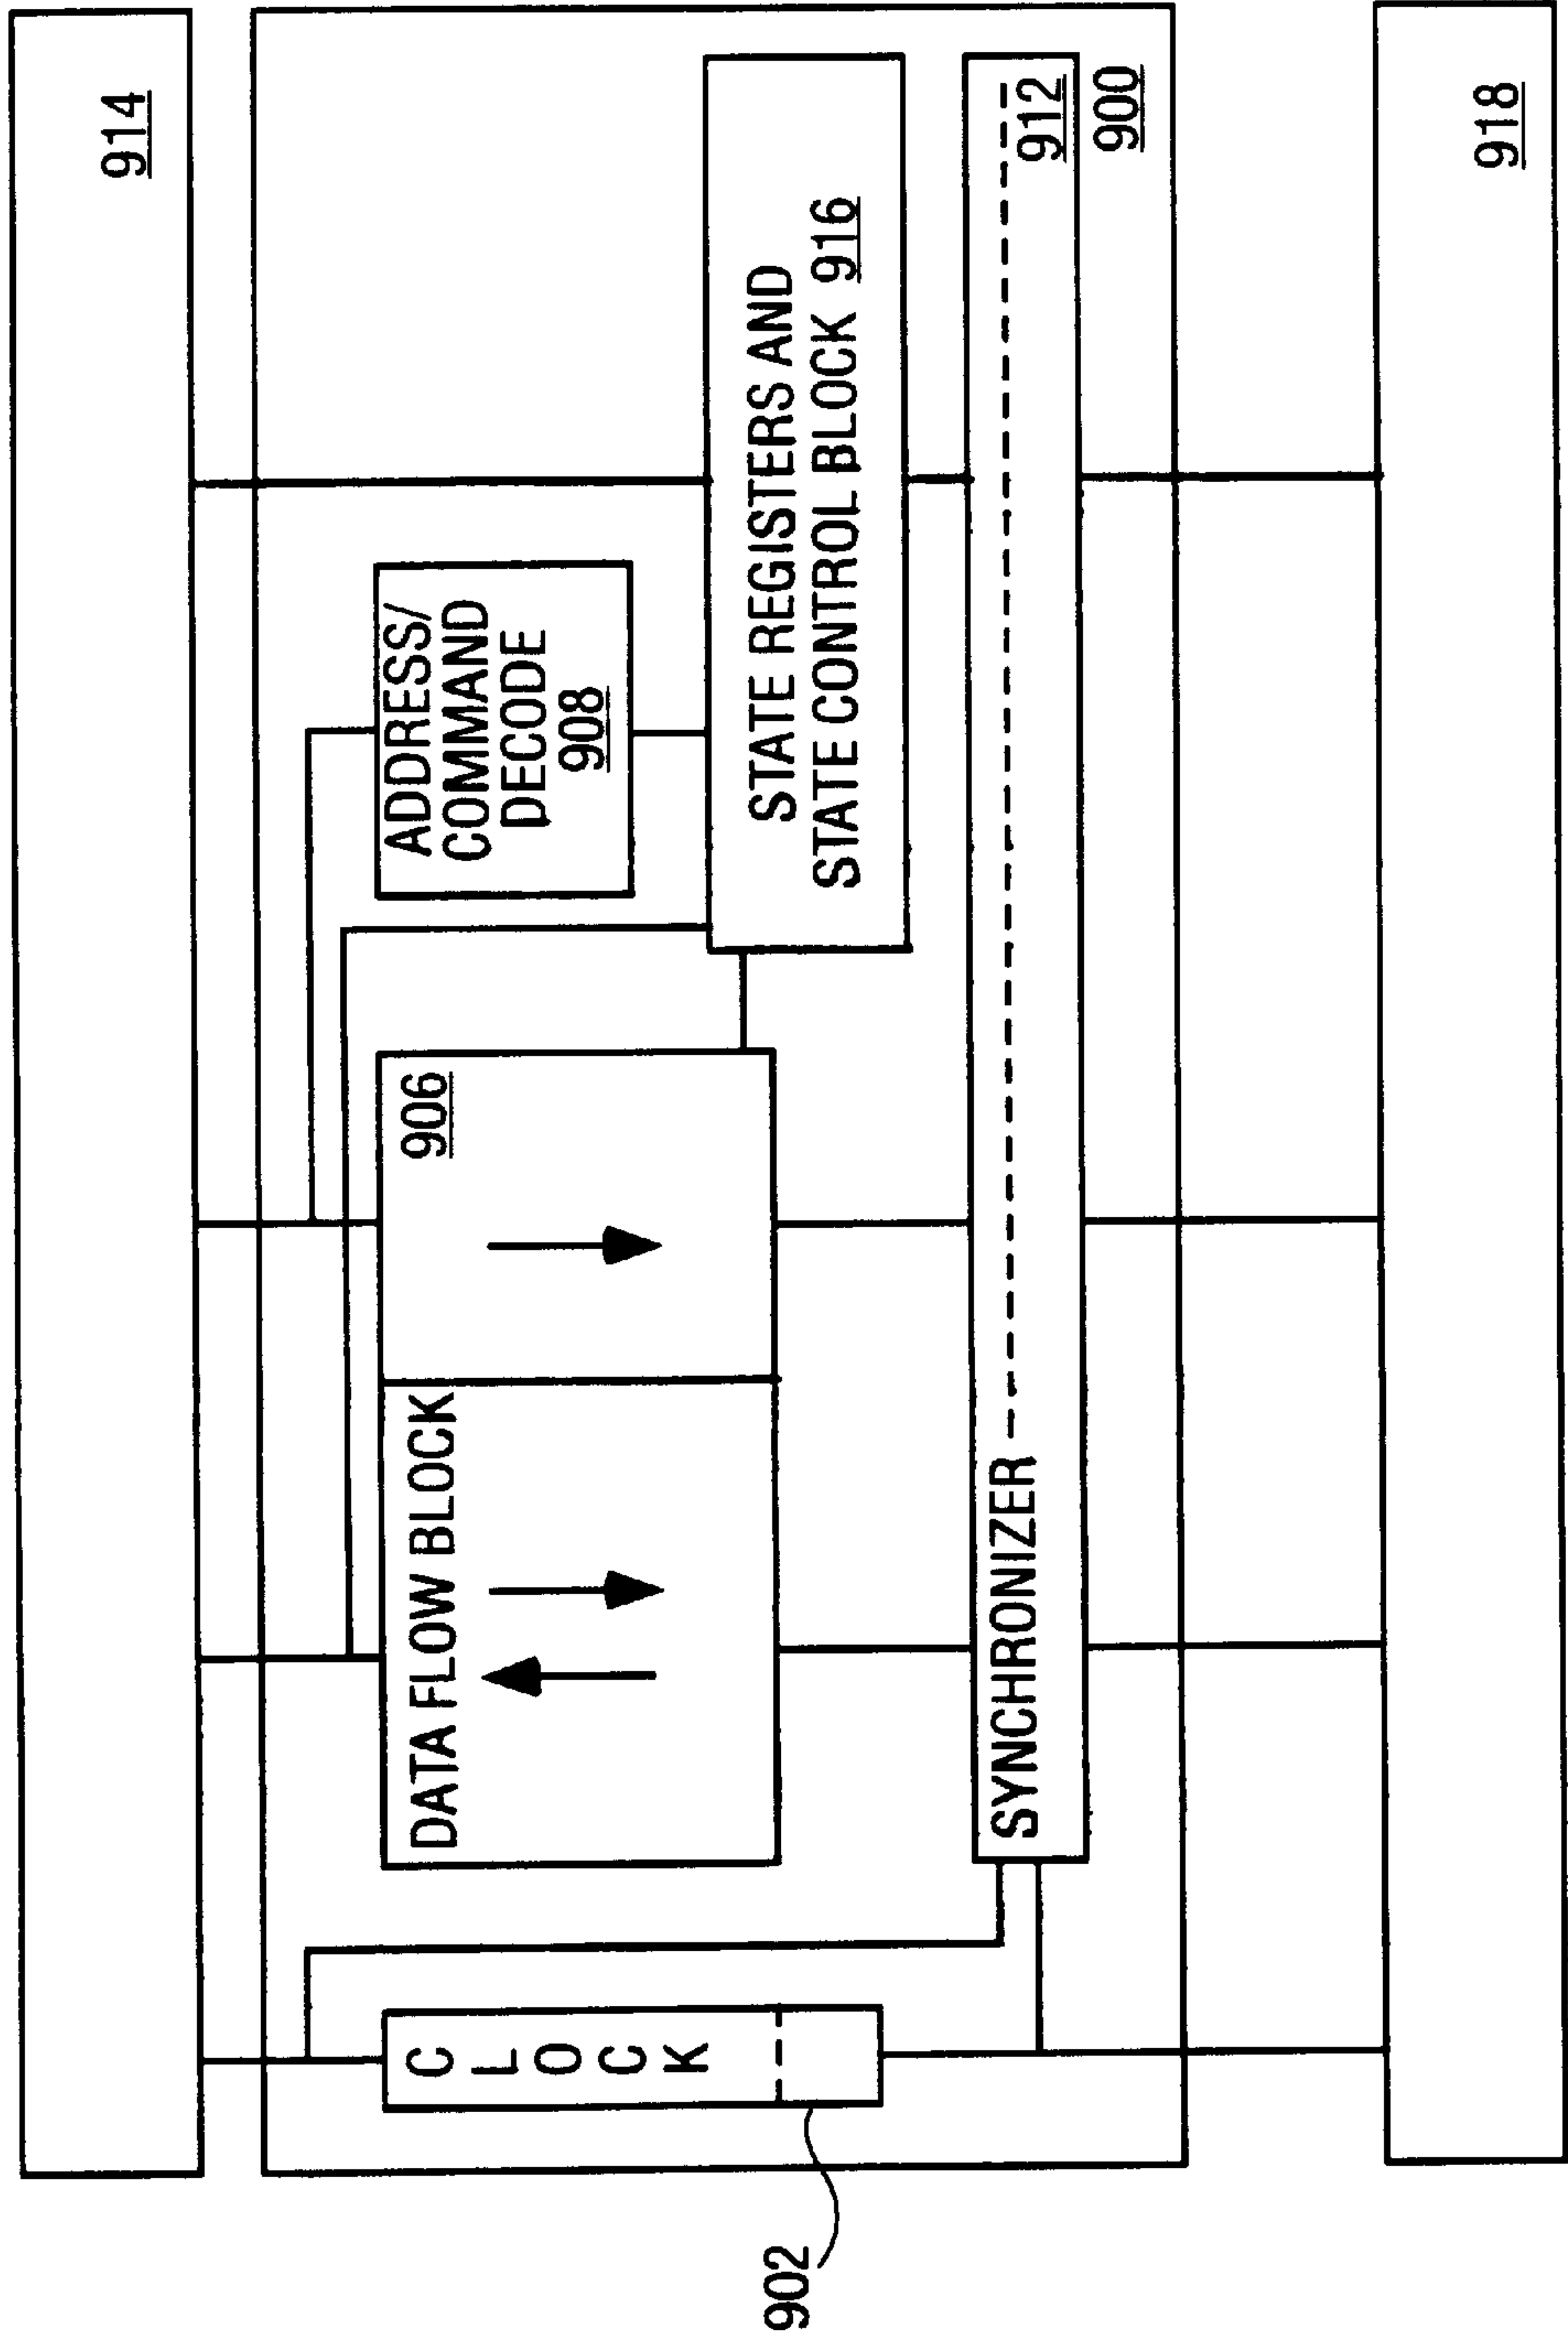 914
ADDRESS/
COMMAND
DECODE
908
906
DATA FLOW BLOCK
CLOCK
STATE REGISTERS AND
STATE CONTROL BLOCK 916
SYNCHRONIZER
912
900
902
918